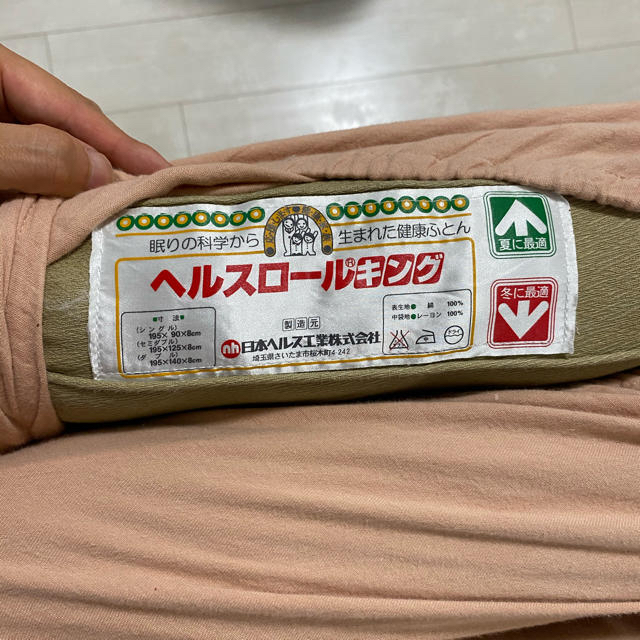 眠りの科学から
生まれた健康ふとん
ヘルスロールキング®
●寸 法●
(シングル)
195× 90×8cm
(セミダブル)
195×125×8cm
(ダブル)
195×140×8cm
製造元
nh 日本ヘルス工業株式会社
埼玉県さいたま市桜木町4-242
表生地●綿 100%
中袋地●レーヨン 100%
ドライ
夏に最適
冬に最適